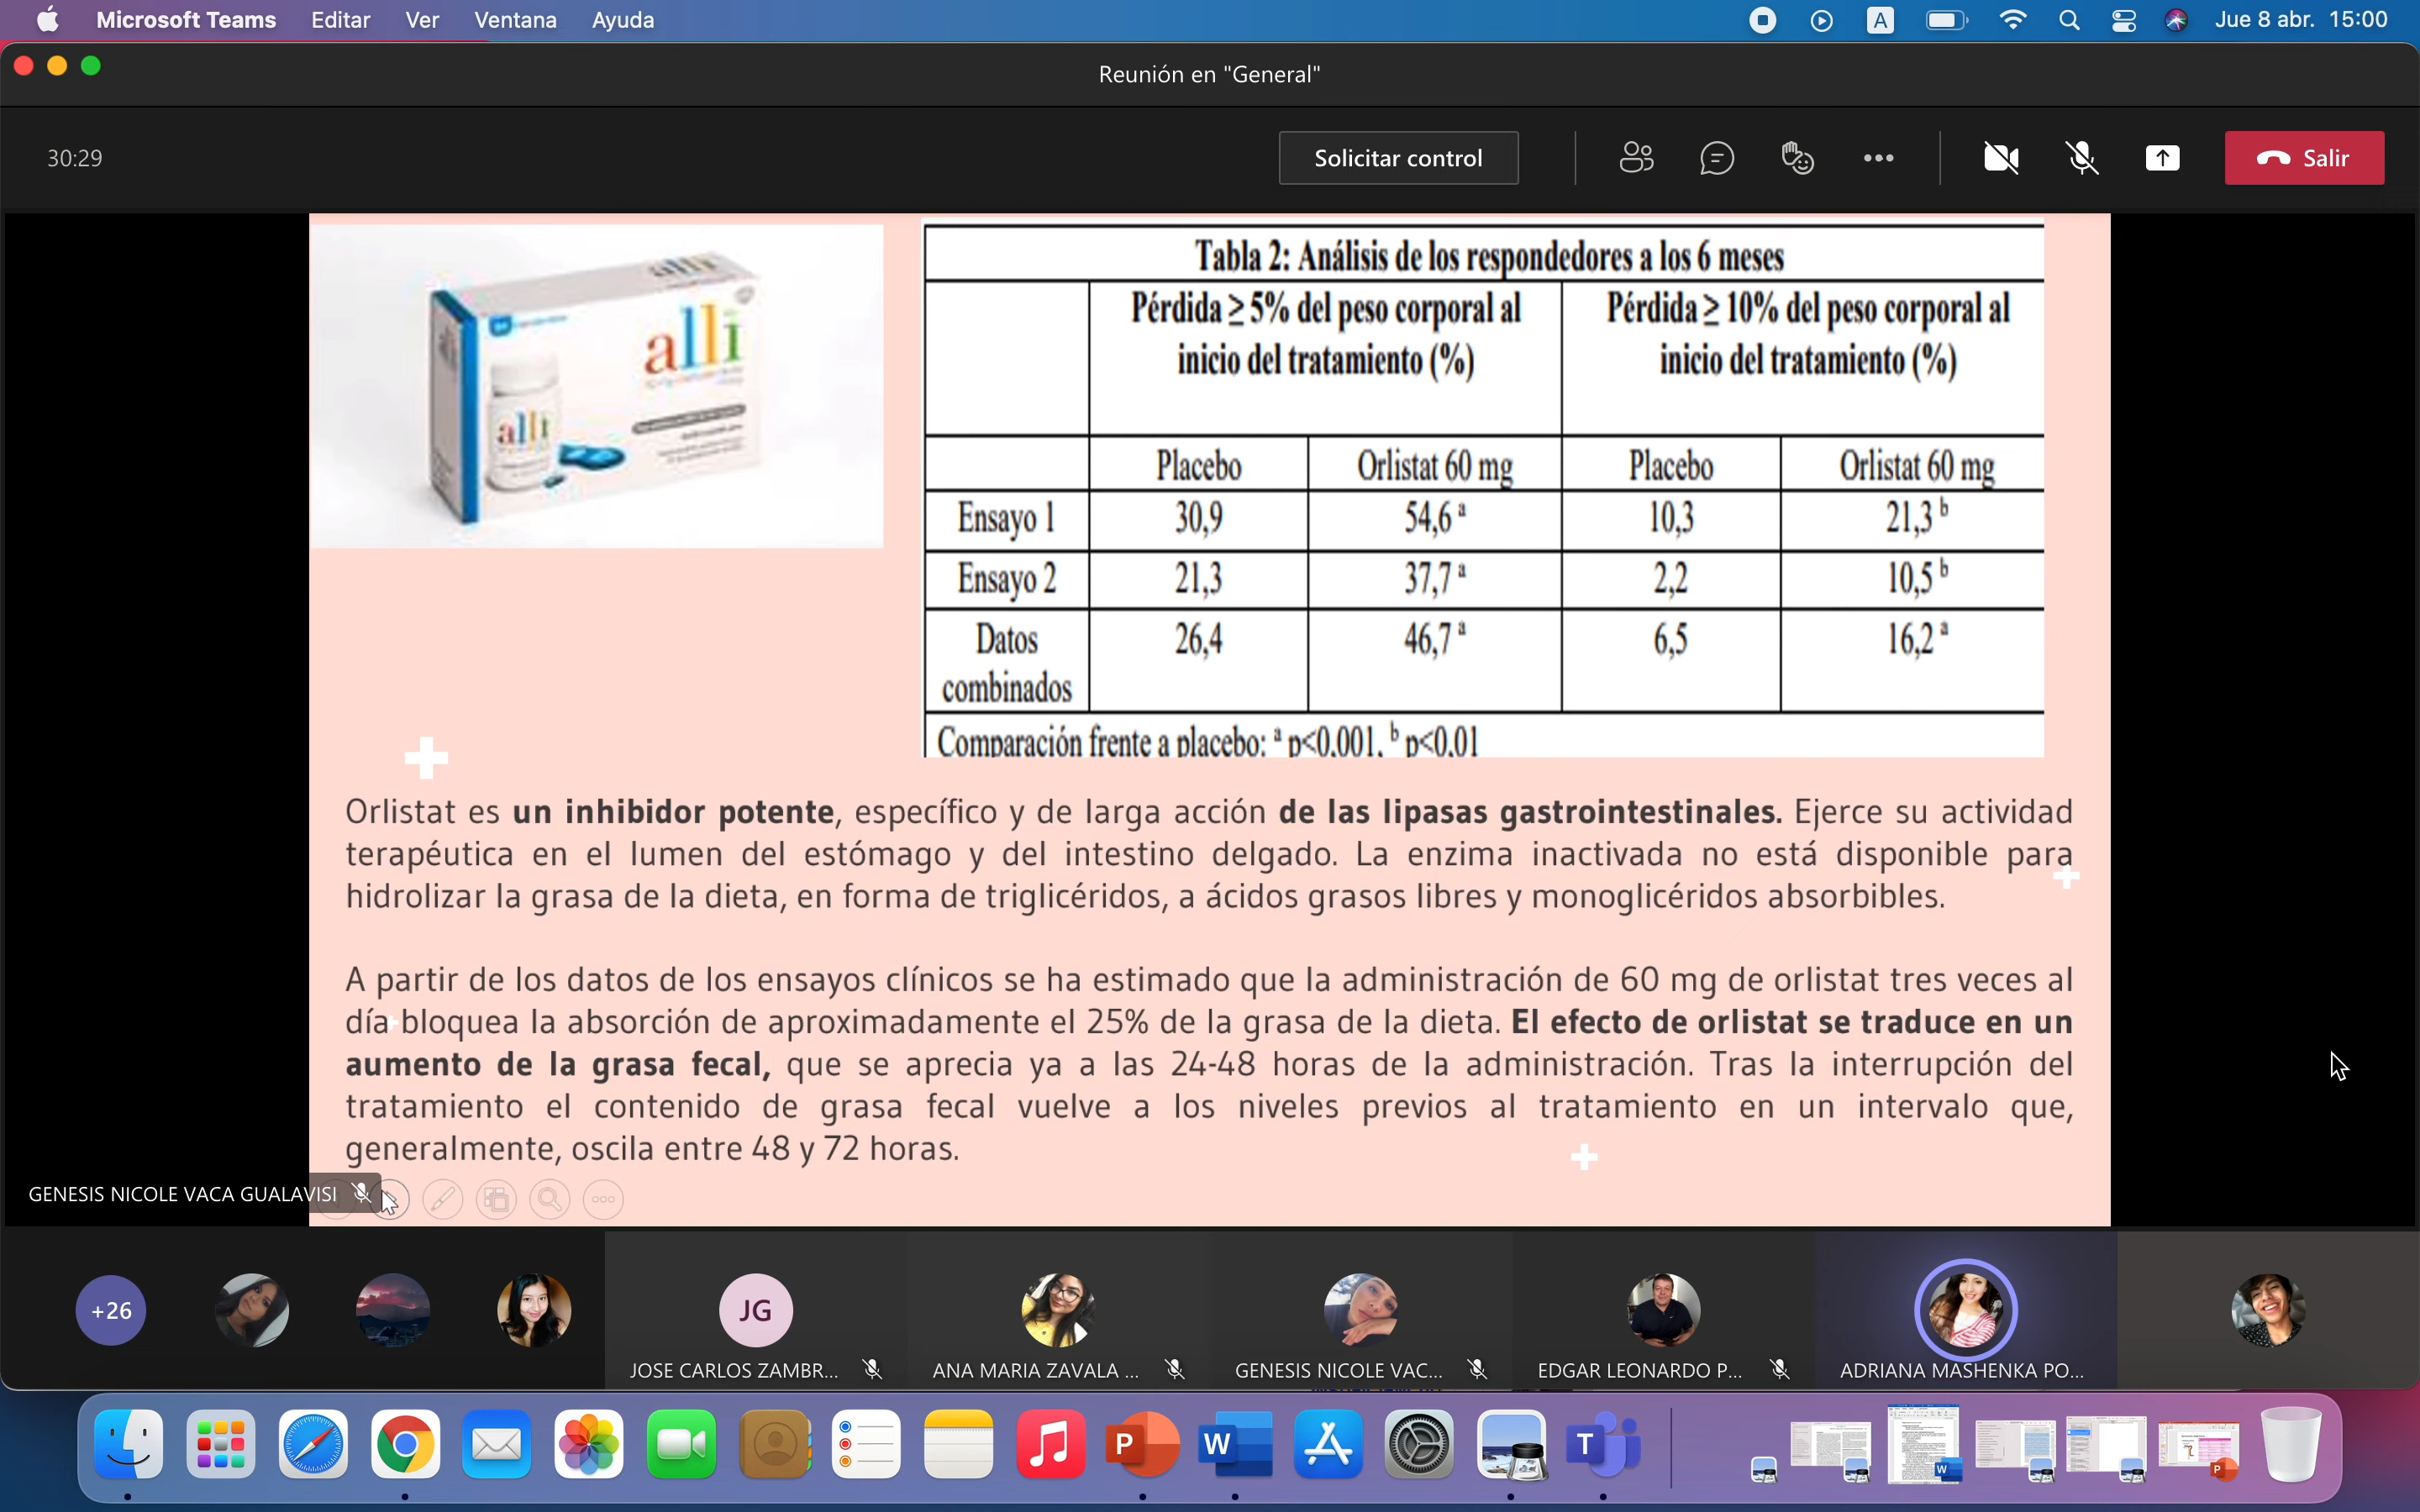 Microsoft Teams Editar Ver Ventana Ayuda A Jue 8 abr. 15:00
Reunión en "General"
30:29 Solicitar control Salir
alli
alli
alli
Tabla 2: Análisis de los respondedores a los 6 meses
Pérdida ≥ 5% del peso corporal al inicio del tratamiento (%) Pérdida ≥ 10% del peso corporal al inicio del tratamiento (%)
Placebo Orlistat 60 mg Placebo Orlistat 60 mg
Ensayo 1 30,9 54,6 ª 10,3 21,3 ᵇ
Ensayo 2 21,3 37,7 ª 2,2 10,5 ᵇ
Datos combinados 26,4 46,7 ª 6,5 16,2 ª
Comparación frente a placebo: ª p<0,001, ᵇ p<0,01
Orlistat es un inhibidor potente, específico y de larga acción de las lipasas gastrointestinales. Ejerce su actividad
terapéutica en el lumen del estómago y del intestino delgado. La enzima inactivada no está disponible para
hidrolizar la grasa de la dieta, en forma de triglicéridos, a ácidos grasos libres y monoglicéridos absorbibles.
A partir de los datos de los ensayos clínicos se ha estimado que la administración de 60 mg de orlistat tres veces al
día bloquea la absorción de aproximadamente el 25% de la grasa de la dieta. El efecto de orlistat se traduce en un
aumento de la grasa fecal, que se aprecia ya a las 24-48 horas de la administración. Tras la interrupción del
tratamiento el contenido de grasa fecal vuelve a los niveles previos al tratamiento en un intervalo que,
generalmente, oscila entre 48 y 72 horas.
GENESIS NICOLE VACA GUALAVISI
+26 JG
JOSE CARLOS ZAMBR... ANA MARIA ZAVALA ... GENESIS NICOLE VAC... EDGAR LEONARDO P... ADRIANA MASHENKA PO...
P W T W P